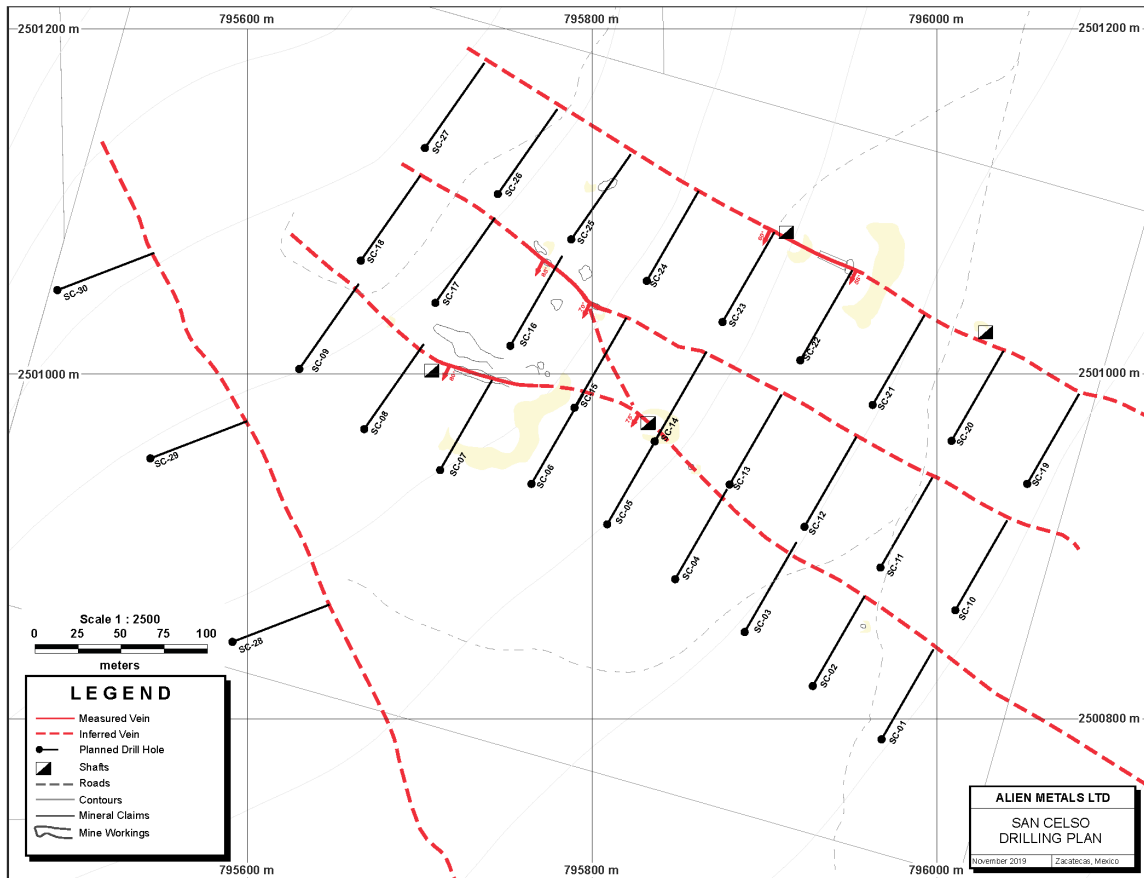 795600 m
795800 m
796000 m
2501200 m
2501200 m
SC-27
SC-26
SC-25
SC-18
SC-24
SC-30
SC-17
SC-23
SC-16
SC-22
2501000 m
2501000 m
SC-09
SC-21
SC-15
SC-08
SC-14
SC-20
SC-29
SC-07
SC-06
SC-13
SC-19
SC-05
SC-12
SC-04
SC-11
SC-10
SC-03
SC-28
SC-02
SC-01
2500800 m
85°
70°
75°
Scale 1 : 2500
0 25 50 75 100
meters
LEGEND
Measured Vein
Inferred Vein
Planned Drill Hole
Shafts
Roads
Contours
Mineral Claims
Mine Workings
ALIEN METALS LTD
SAN CELSO
DRILLING PLAN
November 2019 Zacatecas, Mexico
795600 m
795800 m
796000 m